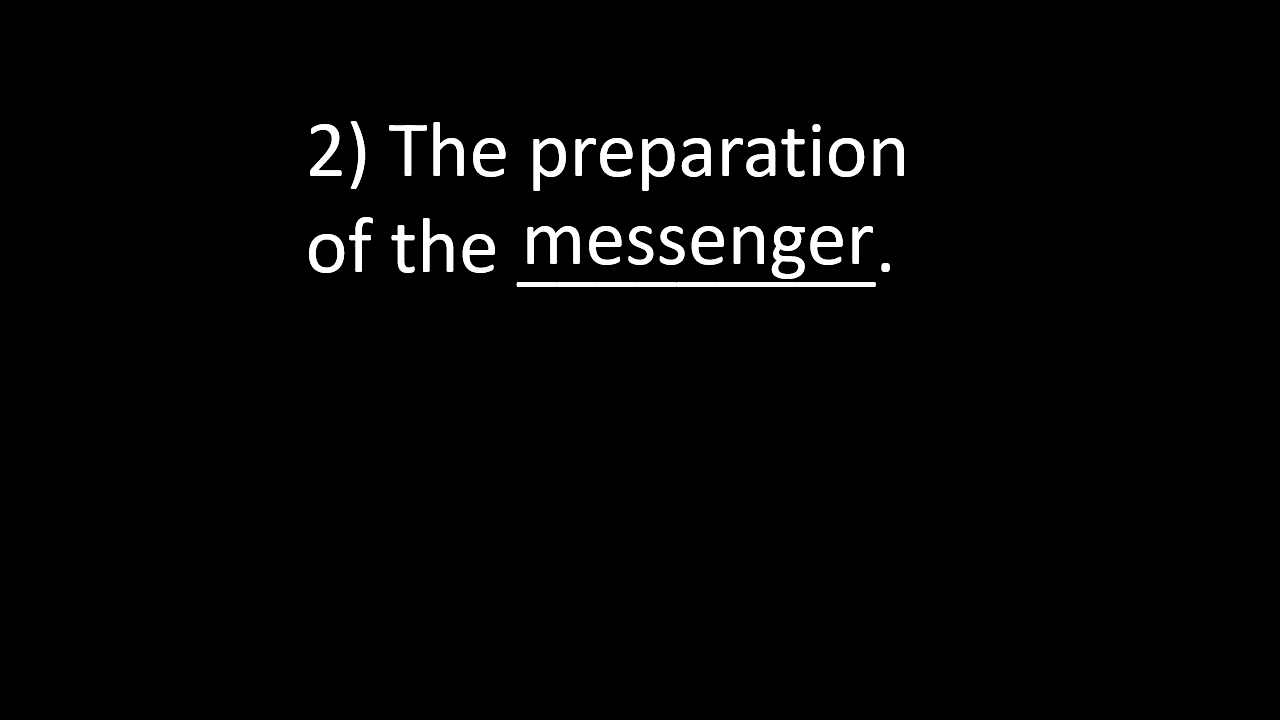 2) The preparation
of the messenger.